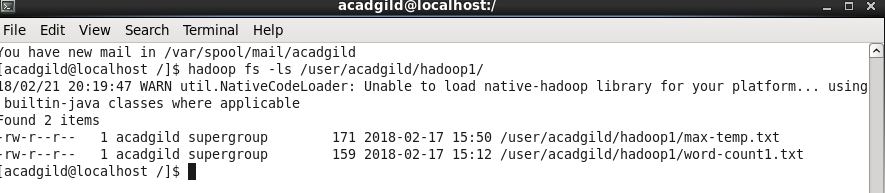 acadgild@localhost:/
File Edit View Search Terminal Help
You have new mail in /var/spool/mail/acadgild
[acadgild@localhost /]$ hadoop fs -ls /user/acadgild/hadoop1/
18/02/21 20:19:47 WARN util.NativeCodeLoader: Unable to load native-hadoop library for your platform... using
builtin-java classes where applicable
Found 2 items
-rw-r--r--   1 acadgild supergroup        171 2018-02-17 15:50 /user/acadgild/hadoop1/max-temp.txt
-rw-r--r--   1 acadgild supergroup        159 2018-02-17 15:12 /user/acadgild/hadoop1/word-count1.txt
[acadgild@localhost /]$